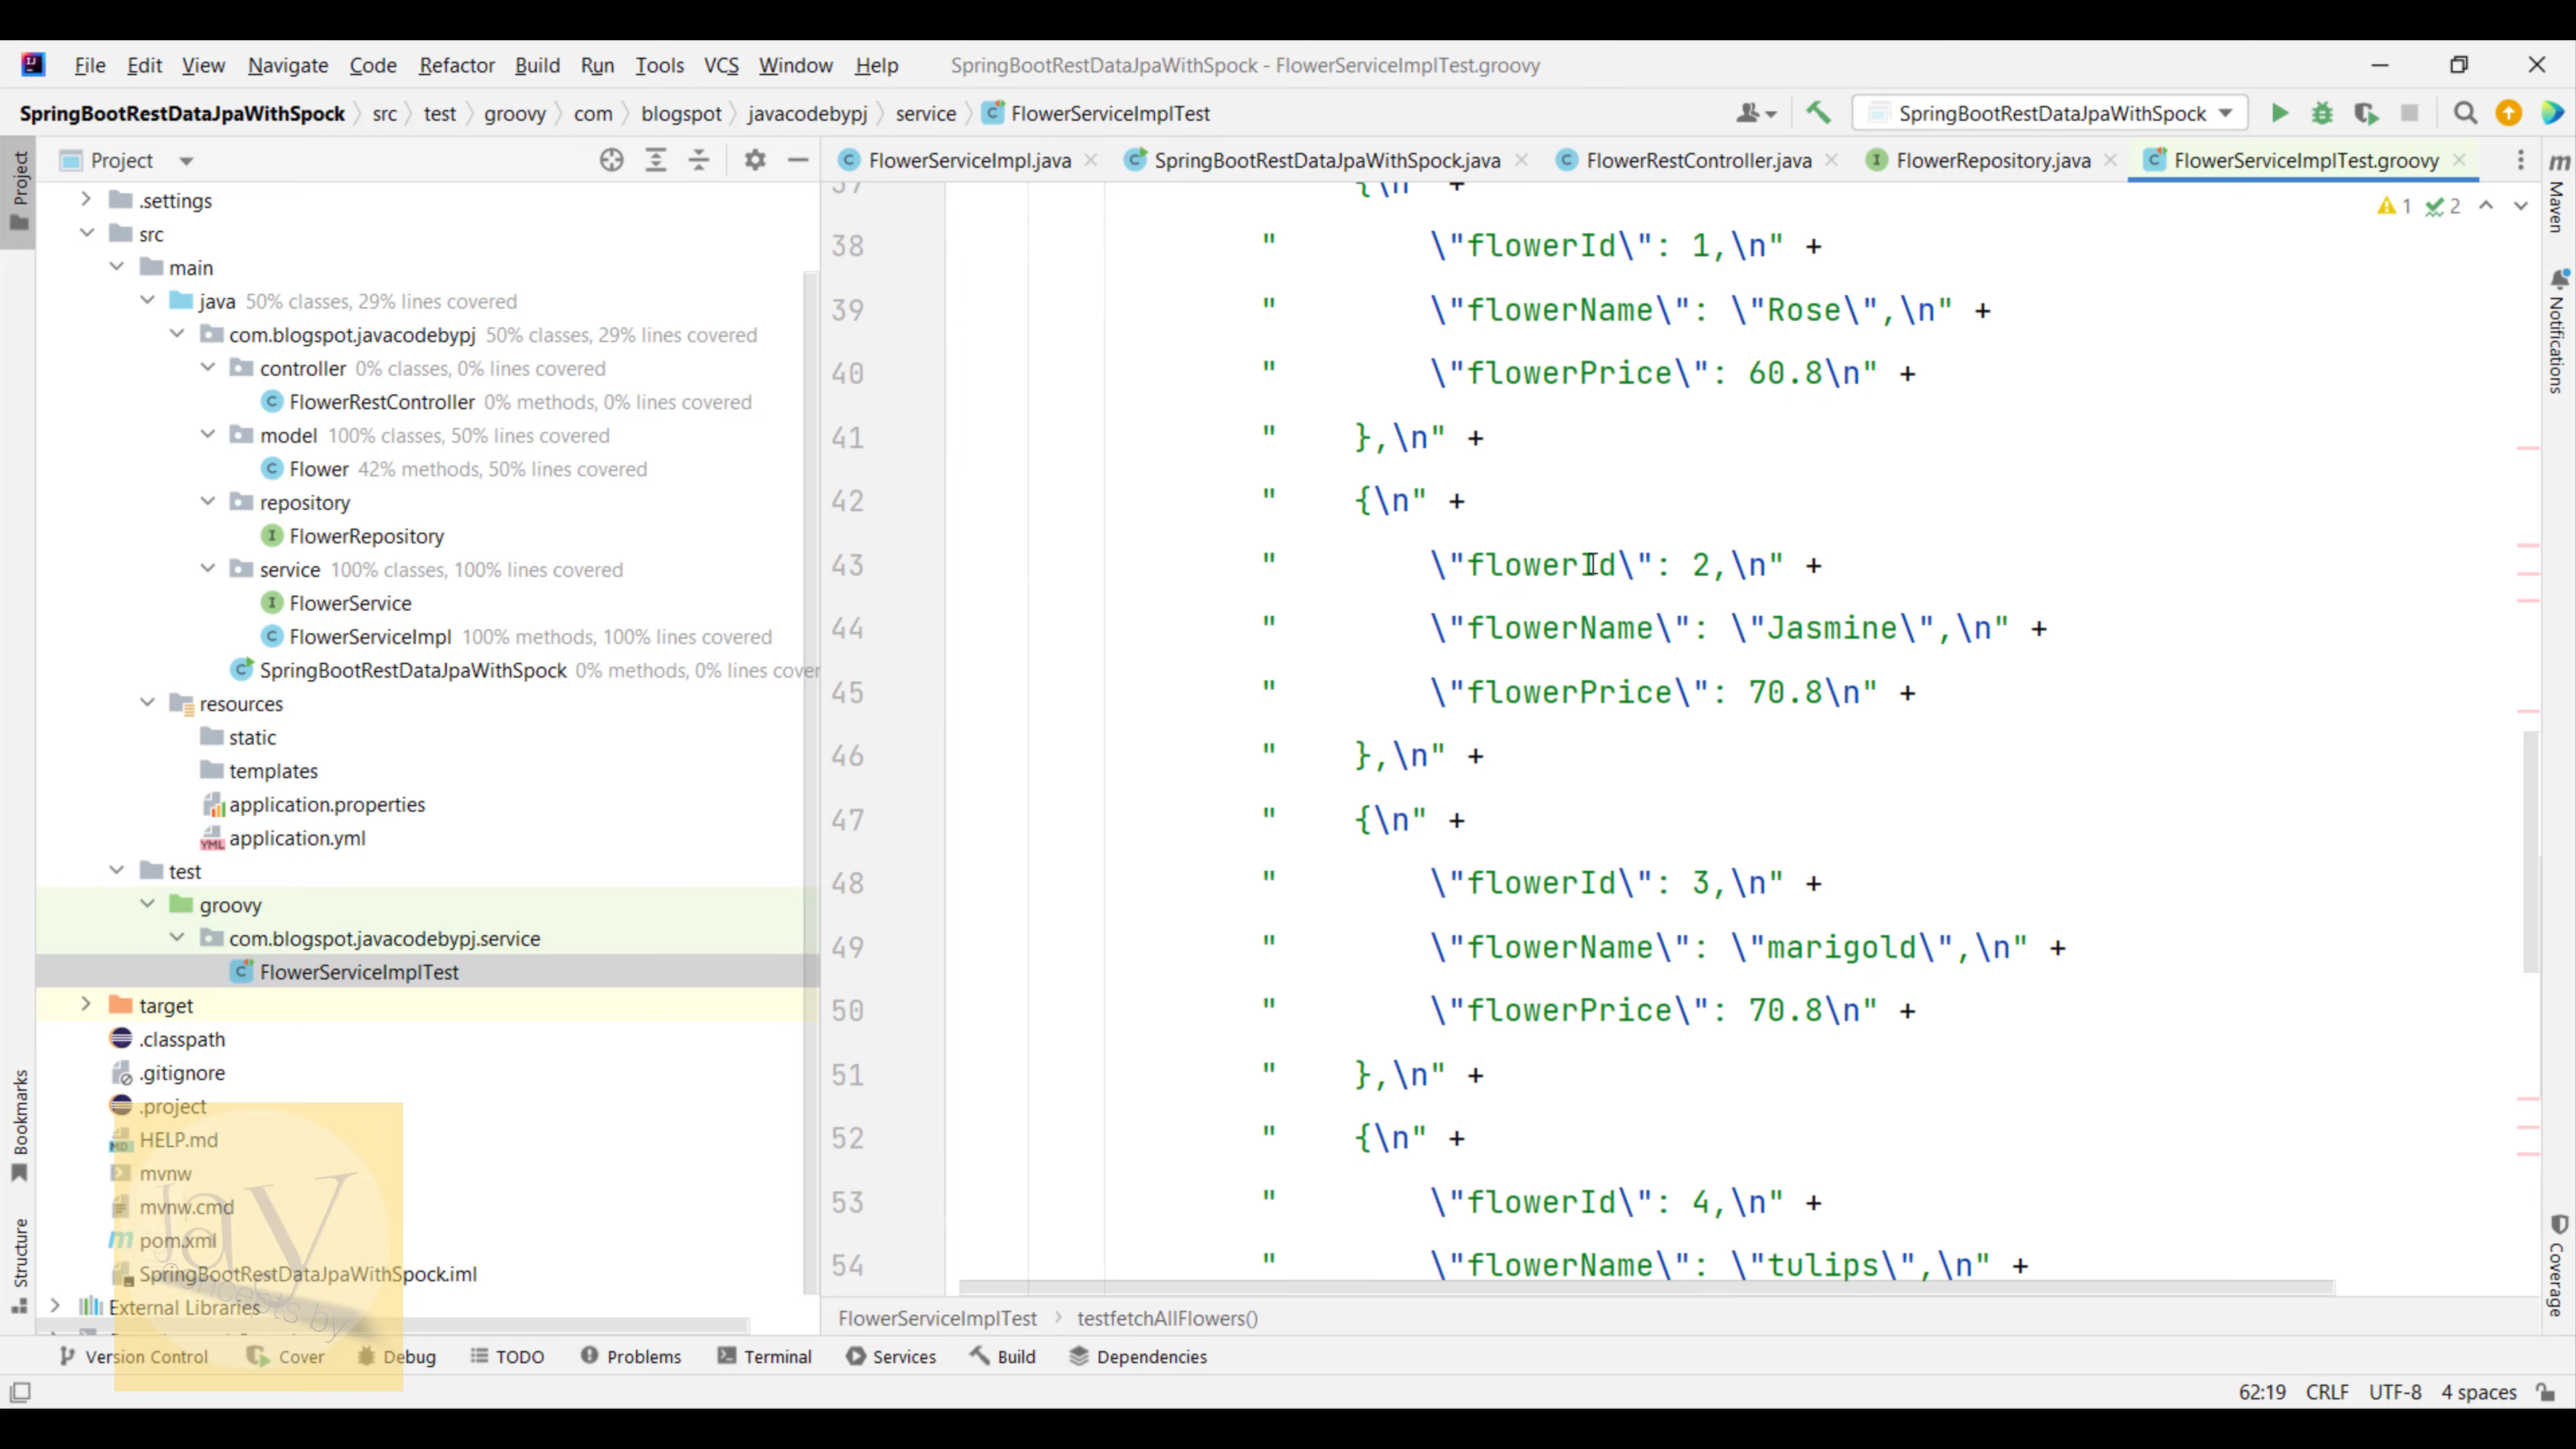 File Edit View Navigate Code Refactor Build Run Tools VCS Window Help SpringBootRestDataJpaWithSpock - FlowerServiceImplTest.groovy
SpringBootRestDataJpaWithSpock src test groovy com blogspot javacodebypj service FlowerServiceImplTest SpringBootRestDataJpaWithSpock
Project
Project
FlowerServiceImpl.java SpringBootRestDataJpaWithSpock.java FlowerRestController.java FlowerRepository.java FlowerServiceImplTest.groovy
.settings
src
main
java 50% classes, 29% lines covered
com.blogspot.javacodebypj 50% classes, 29% lines covered
controller 0% classes, 0% lines covered
FlowerRestController 0% methods, 0% lines covered
model 100% classes, 50% lines covered
Flower 42% methods, 50% lines covered
repository
FlowerRepository
service 100% classes, 100% lines covered
FlowerService
FlowerServiceImpl 100% methods, 100% lines covered
SpringBootRestDataJpaWithSpock 0% methods, 0% lines cover
resources
static
templates
application.properties
application.yml
test
groovy
com.blogspot.javacodebypj.service
FlowerServiceImplTest
target
.classpath
.gitignore
.project
HELP.md
mvnw
mvnw.cmd
pom.xml
SpringBootRestDataJpaWithSpock.iml
External Libraries
JaV
Concepts by
Bookmarks
Structure
1 2
37 {\n" +
38 " \"flowerId\": 1,\n" +
39 " \"flowerName\": \"Rose\",\n" +
40 " \"flowerPrice\": 60.8\n" +
41 " },\n" +
42 " {\n" +
43 " \"flowerId\": 2,\n" +
44 " \"flowerName\": \"Jasmine\",\n" +
45 " \"flowerPrice\": 70.8\n" +
46 " },\n" +
47 " {\n" +
48 " \"flowerId\": 3,\n" +
49 " \"flowerName\": \"marigold\",\n" +
50 " \"flowerPrice\": 70.8\n" +
51 " },\n" +
52 " {\n" +
53 " \"flowerId\": 4,\n" +
54 " \"flowerName\": \"tulips\",\n" +
Maven
Notifications
Coverage
FlowerServiceImplTest testfetchAllFlowers()
Version Control Cover Debug TODO Problems Terminal Services Build Dependencies
62:19 CRLF UTF-8 4 spaces